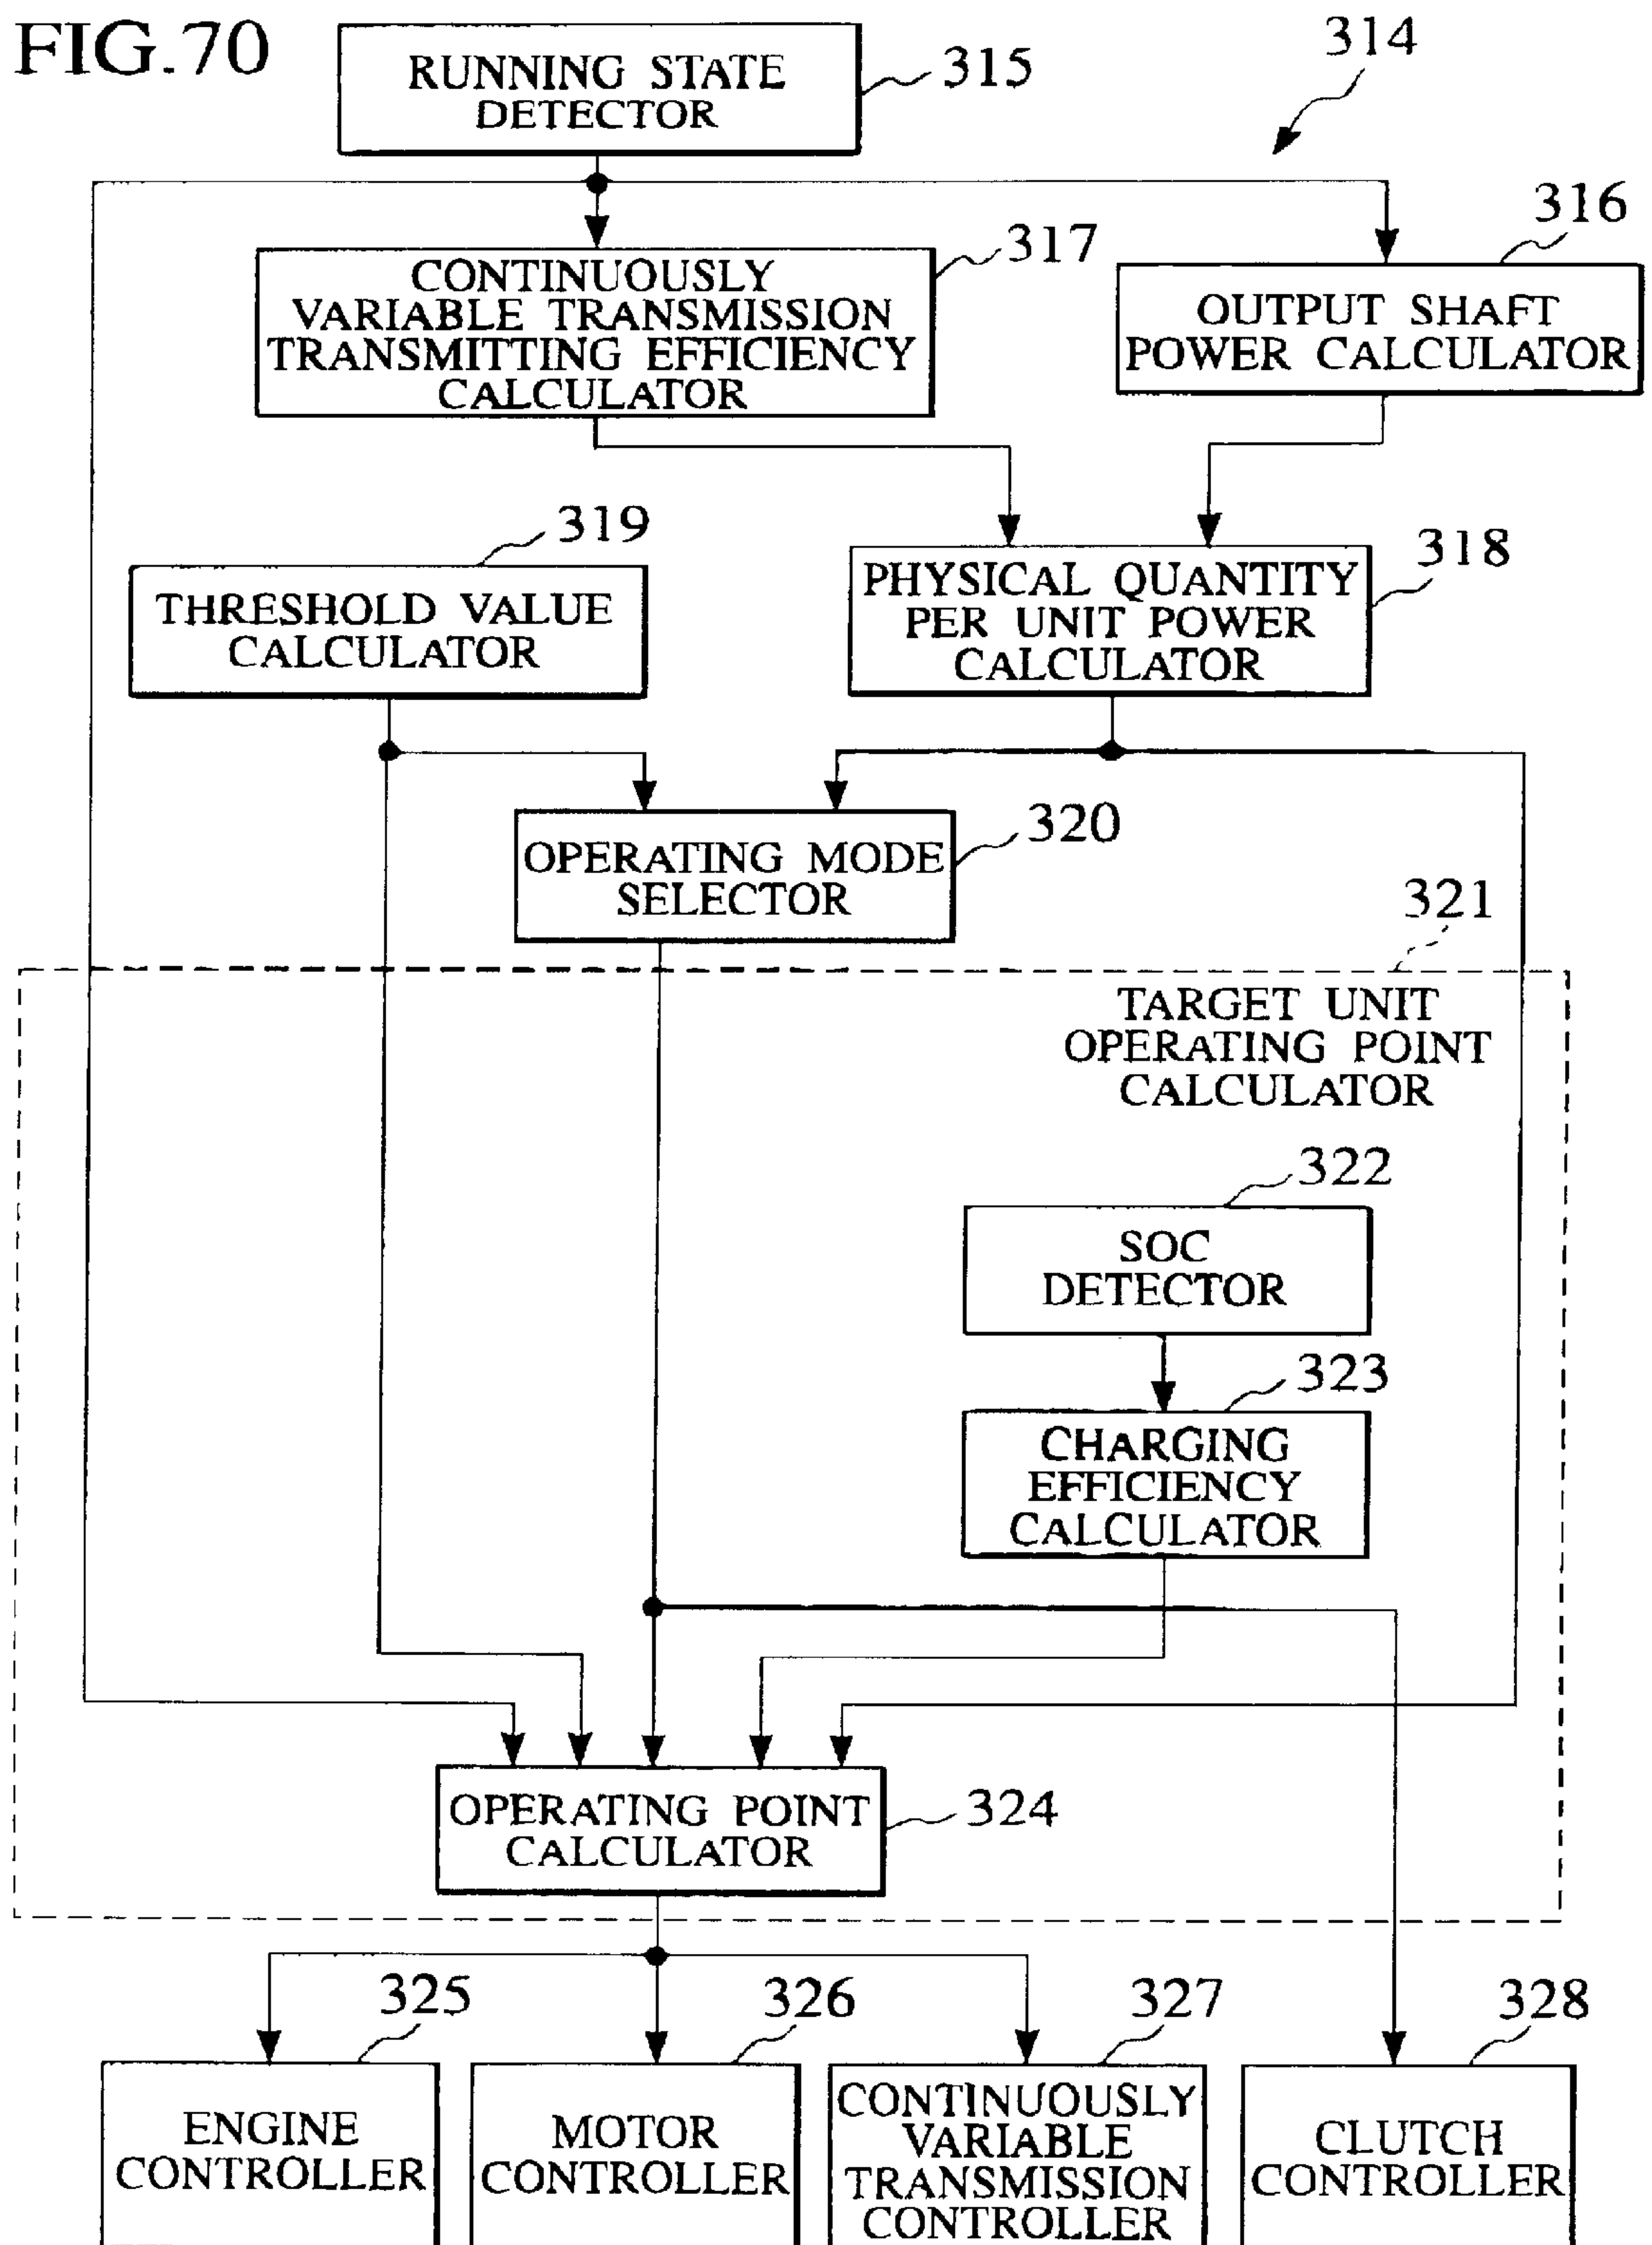 FIG.70
RUNNING STATE
DETECTOR
315
314
316
317
CONTINUOUSLY
VARIABLE TRANSMISSION
TRANSMITTING EFFICIENCY
CALCULATOR
OUTPUT SHAFT
POWER CALCULATOR
319
318
THRESHOLD VALUE
CALCULATOR
PHYSICAL QUANTITY
PER UNIT POWER
CALCULATOR
320
OPERATING MODE
SELECTOR
321
TARGET UNIT
OPERATING POINT
CALCULATOR
322
SOC
DETECTOR
323
CHARGING
EFFICIENCY
CALCULATOR
OPERATING POINT
CALCULATOR
324
325
326
327
328
ENGINE
CONTROLLER
MOTOR
CONTROLLER
CONTINUOUSLY
VARIABLE
TRANSMISSION
CONTROLLER
CLUTCH
CONTROLLER